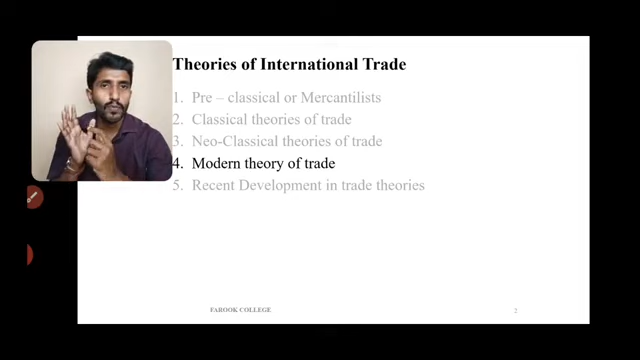 Theories of International Trade
1. Pre – classical or Mercantilists
2. Classical theories of trade
3. Neo-Classical theories of trade
4. Modern theory of trade
5. Recent Development in trade theories
FAROOK COLLEGE
2